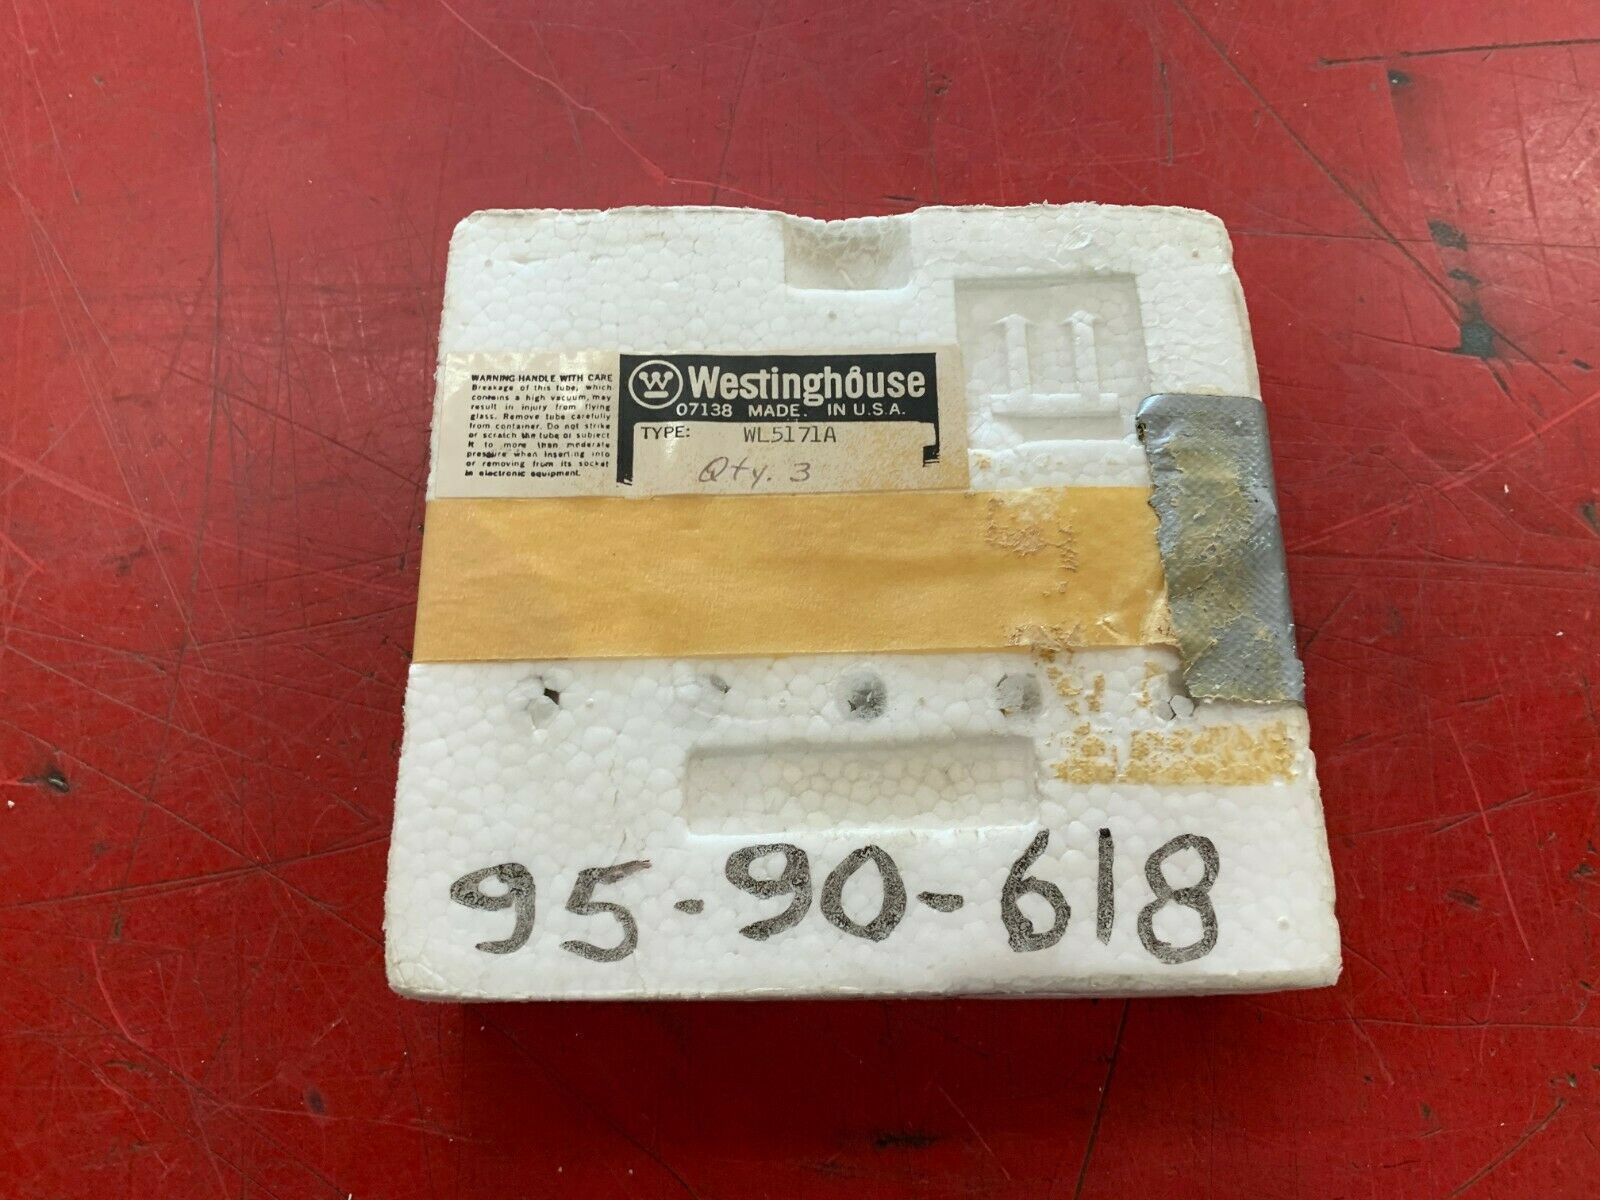 WARNING-HANDLE WITH CARE
Breakage of this tube, which
contains a high vacuum, may
result in injury from flying
glass. Remove tube carefully
from container. Do not strike
or scratch the tube or subject
it to more than moderate
pressure when inserting into
or removing from its socket
in electronic equipment.
W Westinghouse
07138 MADE IN U.S.A.
TYPE: WL5171A
Qty. 3
95-90-618